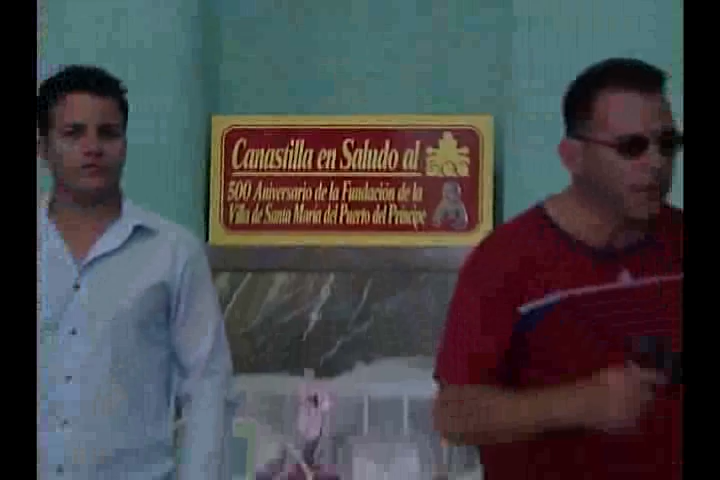 Canastilla en Saludo al 500
500 Aniversario de la Fundación de la
Villa de Santa María del Puerto del Príncipe